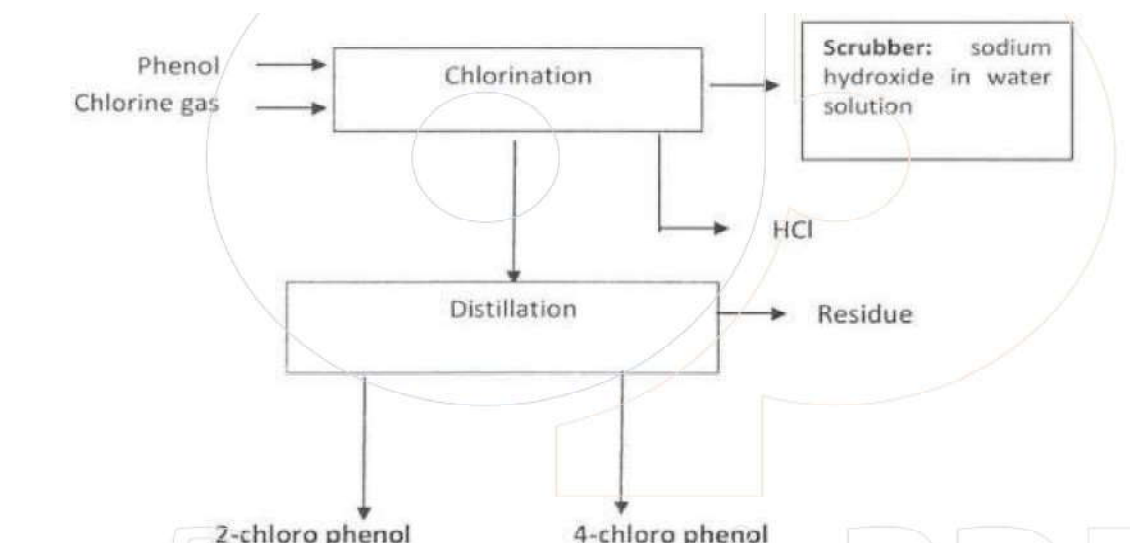 Phenol
Chlorine gas
Chlorination
Scrubber: sodium
hydroxide in water
solution
HCl
Distillation
Residue
2-chloro phenol
4-chloro phenol